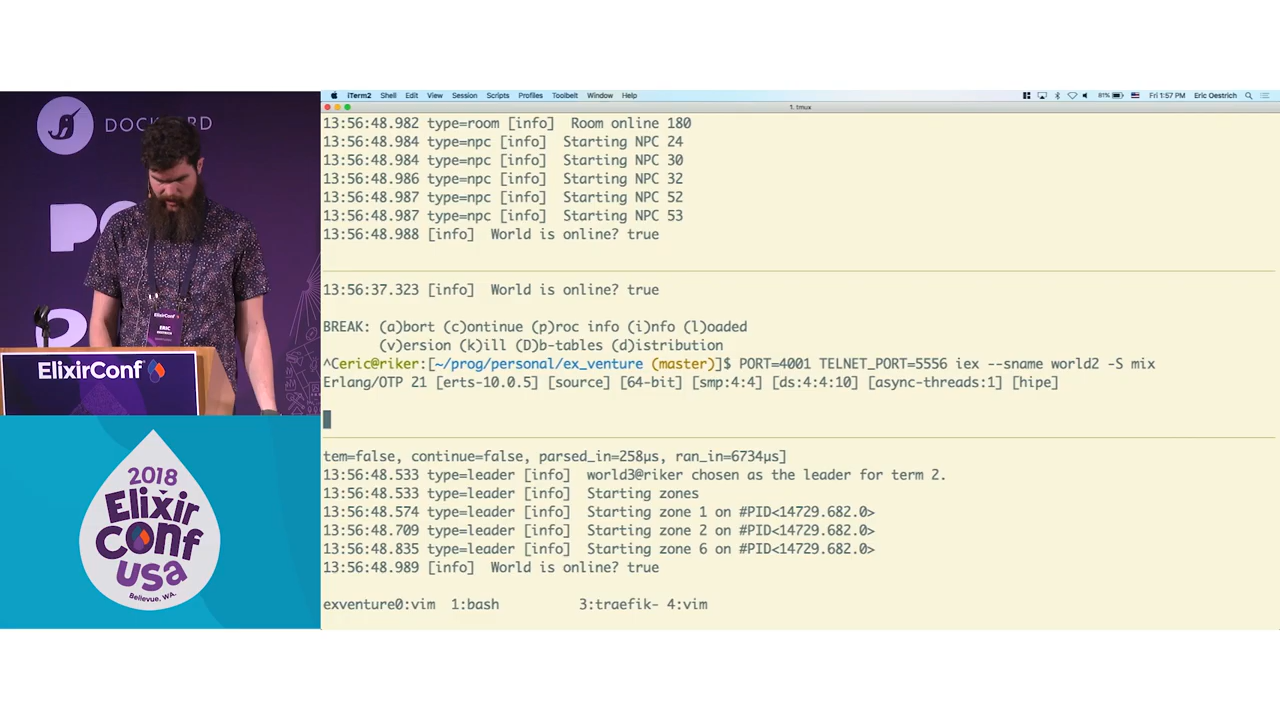 DOCK RD
PO
ElixirConf
ERIC
ElixirConf
2018
Elixir
Conf
USA
Bellevue, WA.
iTerm2 Shell Edit View Session Scripts Profiles Toolbelt Window Help
81% Fri 1:57 PM Eric Oestrich
1. tmux
13:56:48.982 type=room [info]  Room online 180
13:56:48.984 type=npc [info]  Starting NPC 24
13:56:48.984 type=npc [info]  Starting NPC 30
13:56:48.986 type=npc [info]  Starting NPC 32
13:56:48.987 type=npc [info]  Starting NPC 52
13:56:48.987 type=npc [info]  Starting NPC 53
13:56:48.988 [info]  World is online? true
13:56:37.323 [info]  World is online? true
BREAK: (a)bort (c)ontinue (p)roc info (i)nfo (l)oaded
(v)ersion (k)ill (D)b-tables (d)istribution
^Ceric@riker:[~/prog/personal/ex_venture (master)]$ PORT=4001 TELNET_PORT=5556 iex --sname world2 -S mix
Erlang/OTP 21 [erts-10.0.5] [source] [64-bit] [smp:4:4] [ds:4:4:10] [async-threads:1] [hipe]
tem=false, continue=false, parsed_in=258µs, ran_in=6734µs]
13:56:48.533 type=leader [info]  world3@riker chosen as the leader for term 2.
13:56:48.533 type=leader [info]  Starting zones
13:56:48.574 type=leader [info]  Starting zone 1 on #PID<14729.682.0>
13:56:48.709 type=leader [info]  Starting zone 2 on #PID<14729.682.0>
13:56:48.835 type=leader [info]  Starting zone 6 on #PID<14729.682.0>
13:56:48.989 [info]  World is online? true
exventure0:vim  1:bash  3:traefik- 4:vim